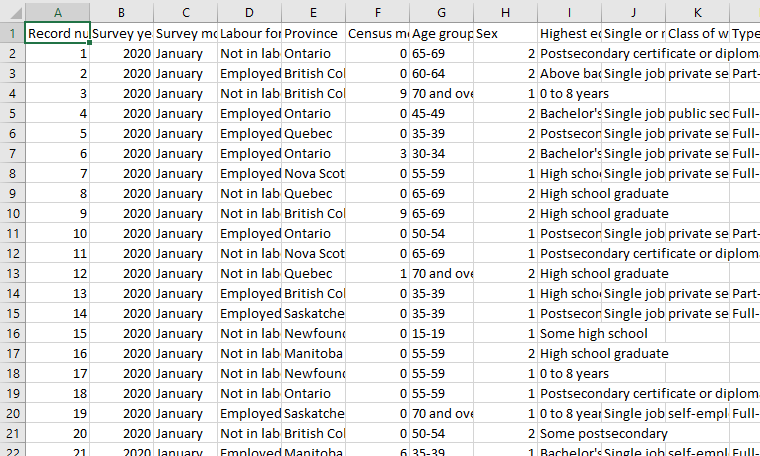 A B C D E F G H I J K
1 Record nu Survey ye Survey mo Labour for Province Census me Age group Sex Highest ed Single or m Class of w Type
2 1 2020 January Not in lab Ontario 0 65-69 2 Postsecondary certificate or diplom
3 2 2020 January Employed British Col 0 60-64 2 Above bac Single job private se Part-
4 3 2020 January Not in lab British Col 9 70 and ove 1 0 to 8 years
5 4 2020 January Employed Ontario 0 45-49 2 Bachelor's Single job public sec Full-
6 5 2020 January Employed Quebec 0 35-39 2 Postsecon Single job private se Full-
7 6 2020 January Employed Ontario 3 30-34 2 Bachelor's Single job private se Full-
8 7 2020 January Employed Nova Scot 0 55-59 1 High schoo Single job private se Full-
9 8 2020 January Not in lab Quebec 0 65-69 2 High school graduate
10 9 2020 January Not in lab British Col 9 65-69 2 High school graduate
11 10 2020 January Employed Ontario 0 50-54 1 Postsecon Single job private se Part-
12 11 2020 January Not in lab Nova Scot 0 65-69 1 Postsecondary certificate or diplom
13 12 2020 January Not in lab Quebec 1 70 and ove 2 High school graduate
14 13 2020 January Employed British Col 0 35-39 1 High schoo Single job private se Part-
15 14 2020 January Employed Saskatche 0 35-39 1 Postsecon Single job private se Full-
16 15 2020 January Not in lab Newfound 0 15-19 1 Some high school
17 16 2020 January Not in lab Manitoba 0 55-59 2 High school graduate
18 17 2020 January Not in lab Newfound 0 55-59 1 0 to 8 years
19 18 2020 January Not in lab Ontario 0 55-59 1 Postsecondary certificate or diplom
20 19 2020 January Employed Saskatche 0 70 and ove 1 0 to 8 year Single job self-empl Full-
21 20 2020 January Not in lab British Col 0 50-54 2 Some postsecondary
22 21 2020 January Employed Manitoba 6 35-39 1 Bachelor's Single job self-empl Full-